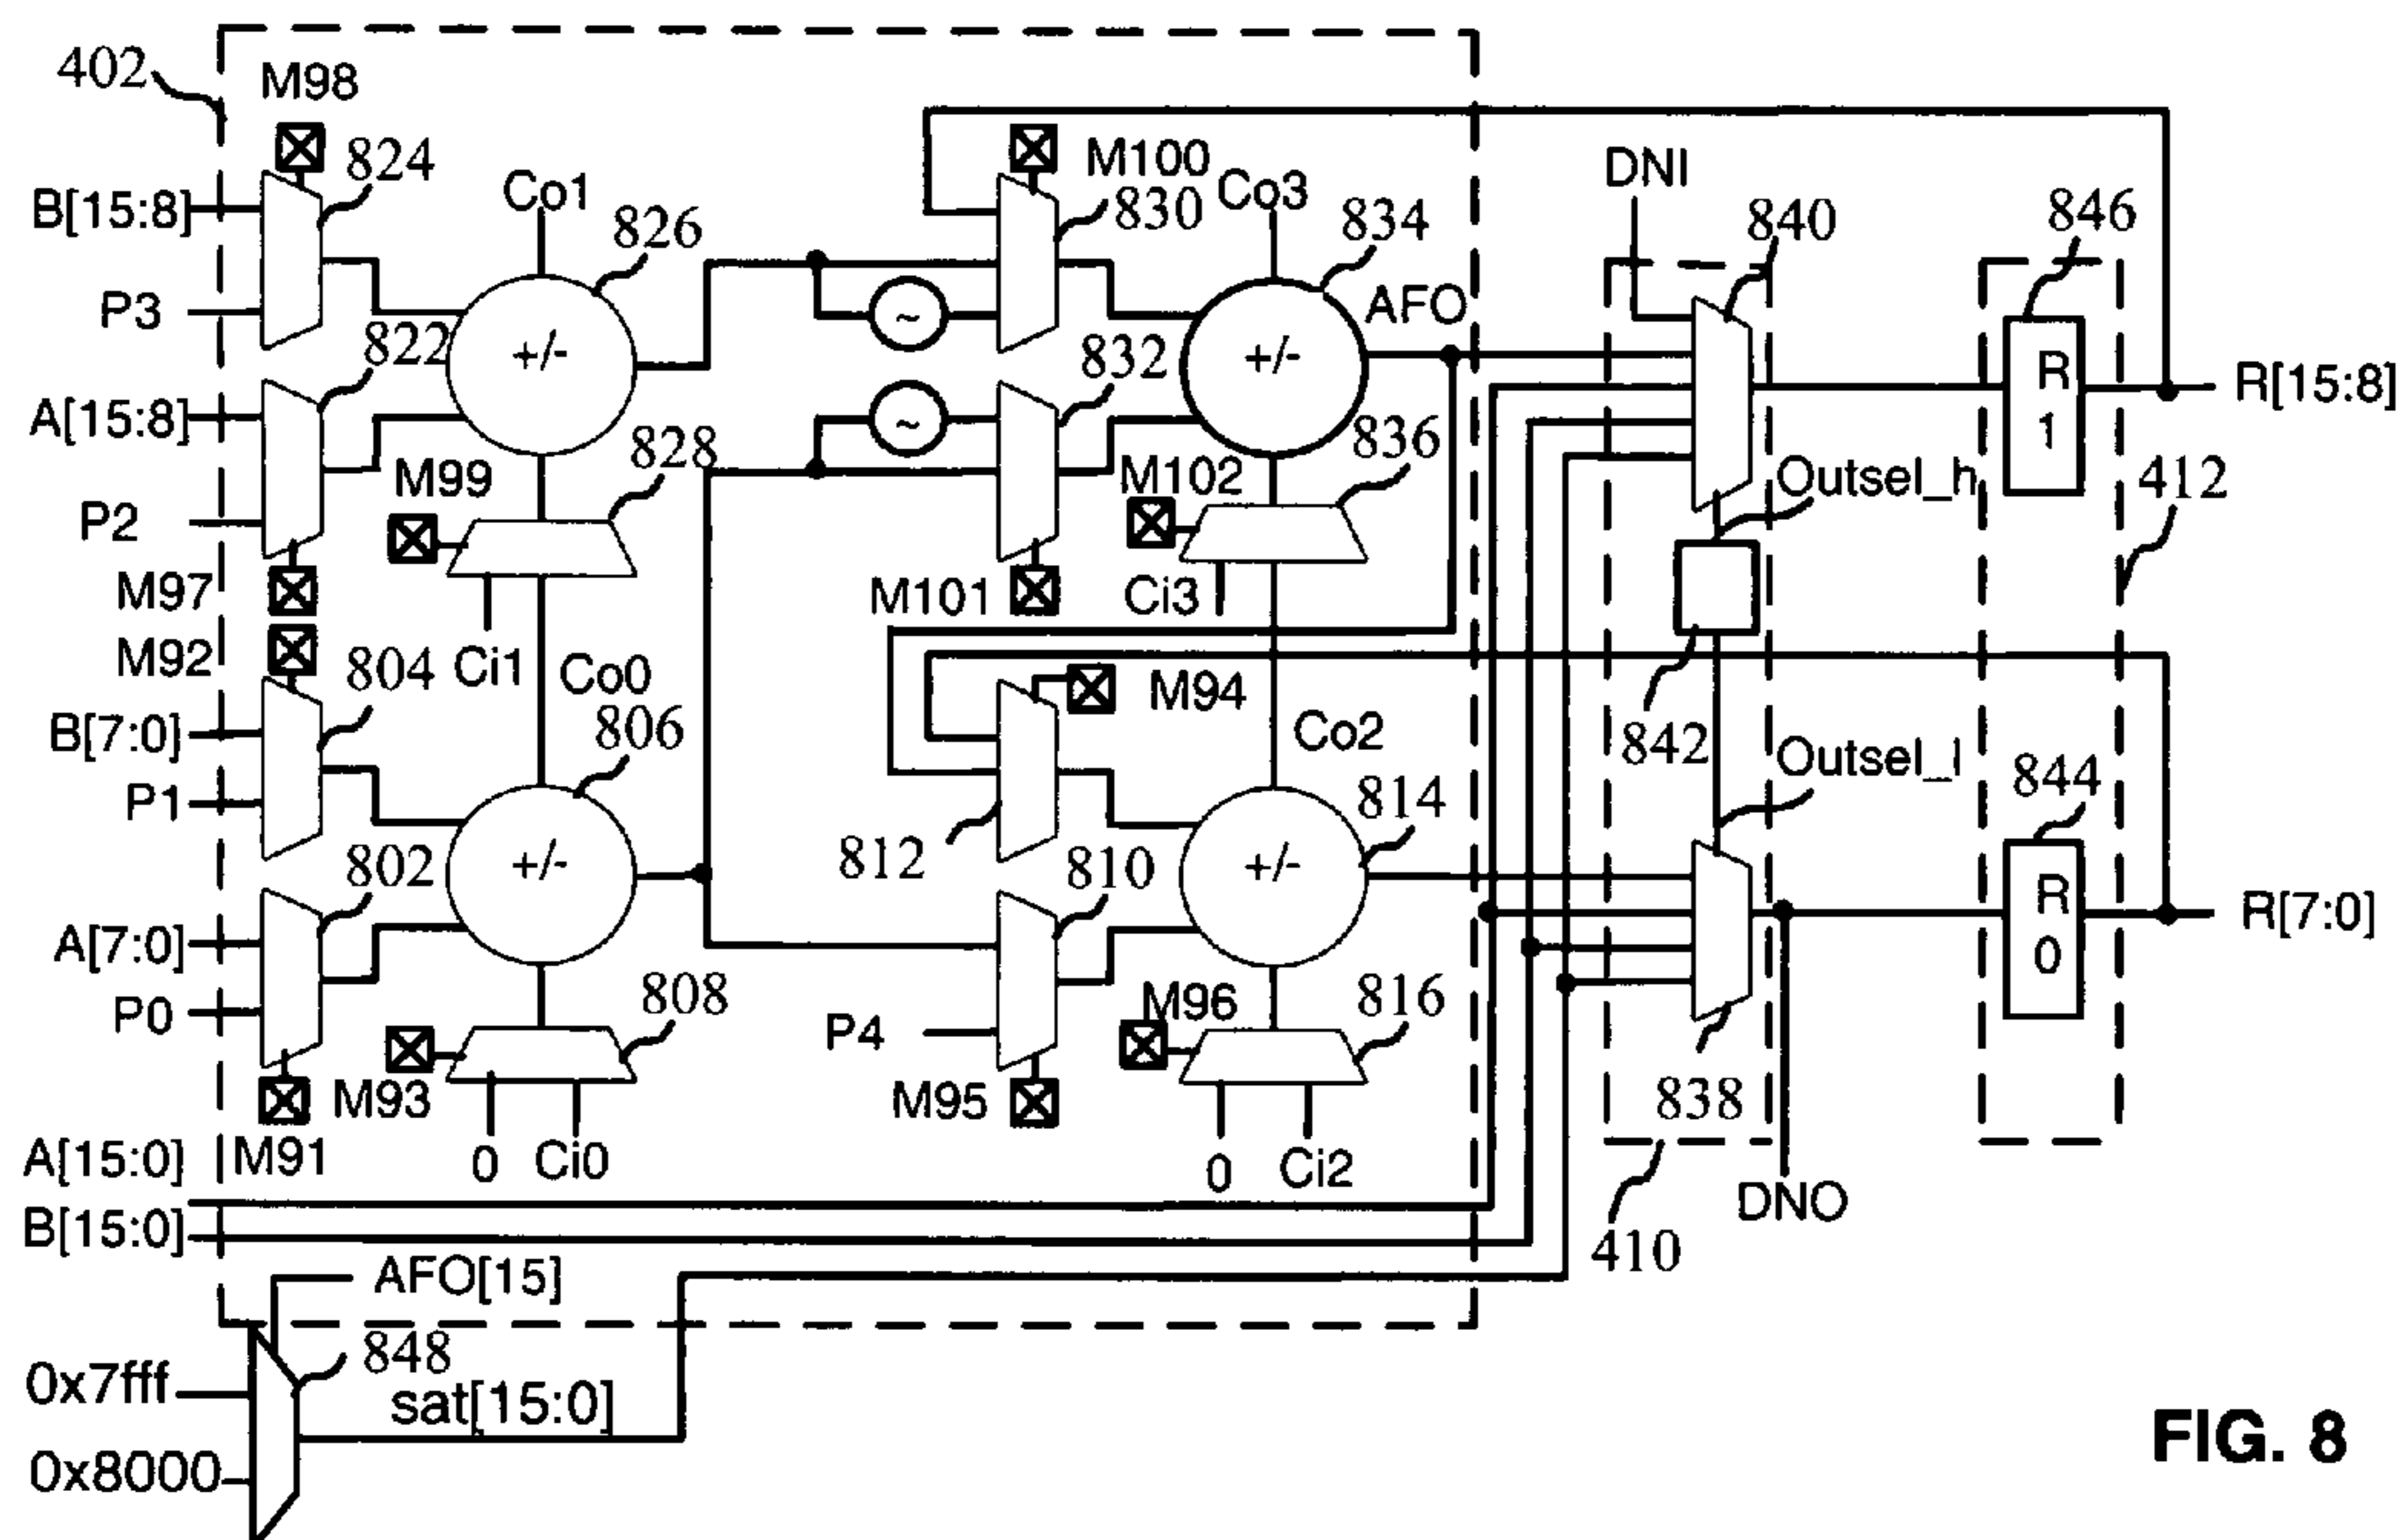 402
M98
824
B[15:8]
P3
Co1
826
+/-
822
A[15:8]
P2
M97
M99
828
Ci1
M100
830
Co3
834
AFO
~
+/-
832
~
836
M102
M101
Ci3
DNI
840
846
R
1
R[15:8]
412
Outsel_h
842
M92
804
B[7:0]
P1
Co0
806
+/-
802
A[7:0]
P0
M91
808
M93
0
Ci0
M94
Co2
812
814
+/-
810
P4
M95
M96
816
0
Ci2
Outsel_l
844
R
0
R[7:0]
838
410
DNO
A[15:0]
B[15:0]
AFO[15]
848
0x7fff
sat[15:0]
0x8000
FIG. 8